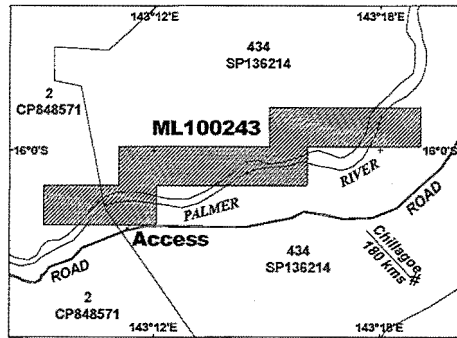 143°12'E
143°18'E
434
SP136214
2
CP848571
ML100243
16°0'S
16°0'S
PALMER
RIVER
ROAD
Access
ROAD
434
SP136214
Chillagoe
180 kms
#
2
CP848571
143°12'E
143°18'E